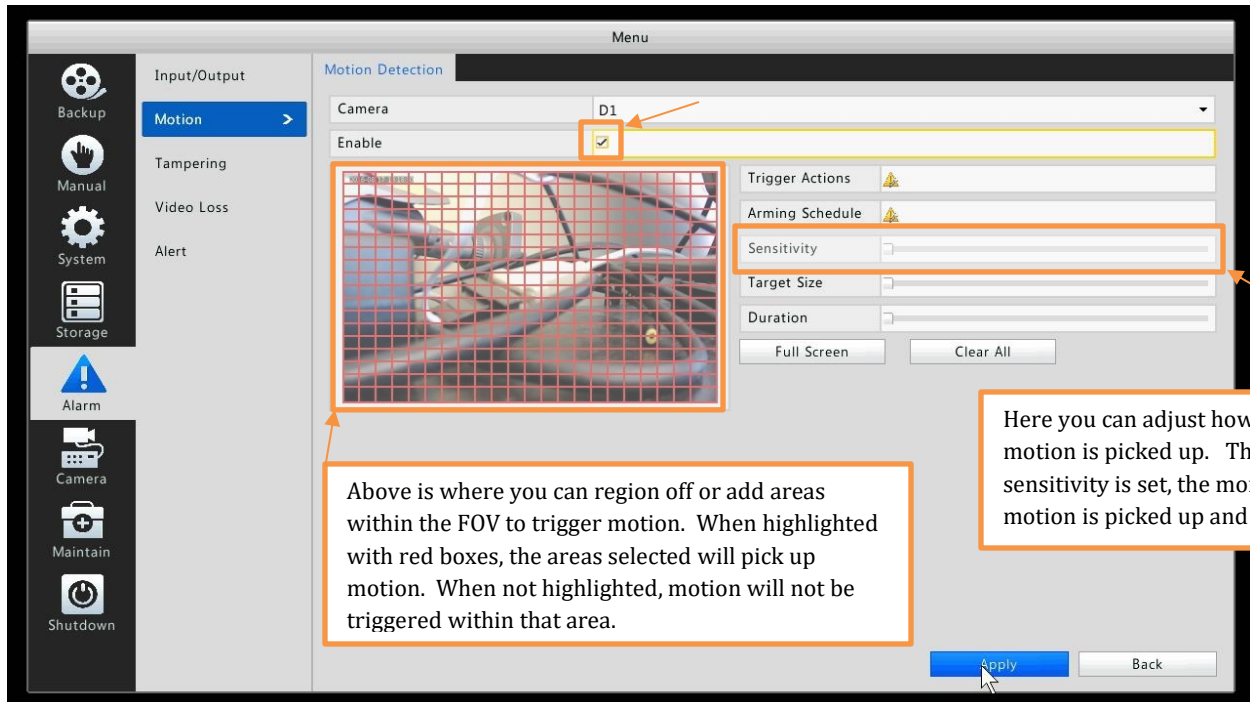 Menu
Backup
Manual
System
Storage
Alarm
Camera
Maintain
Shutdown
Input/Output
Motion >
Tampering
Video Loss
Alert
Motion Detection
Camera D1
Enable
Trigger Actions
Arming Schedule
Sensitivity
Target Size
Duration
Full Screen Clear All
Above is where you can region off or add areas
within the FOV to trigger motion. When highlighted
with red boxes, the areas selected will pick up
motion. When not highlighted, motion will not be
triggered within that area.
Here you can adjust how
motion is picked up. Th
sensitivity is set, the mo
motion is picked up and
Apply Back